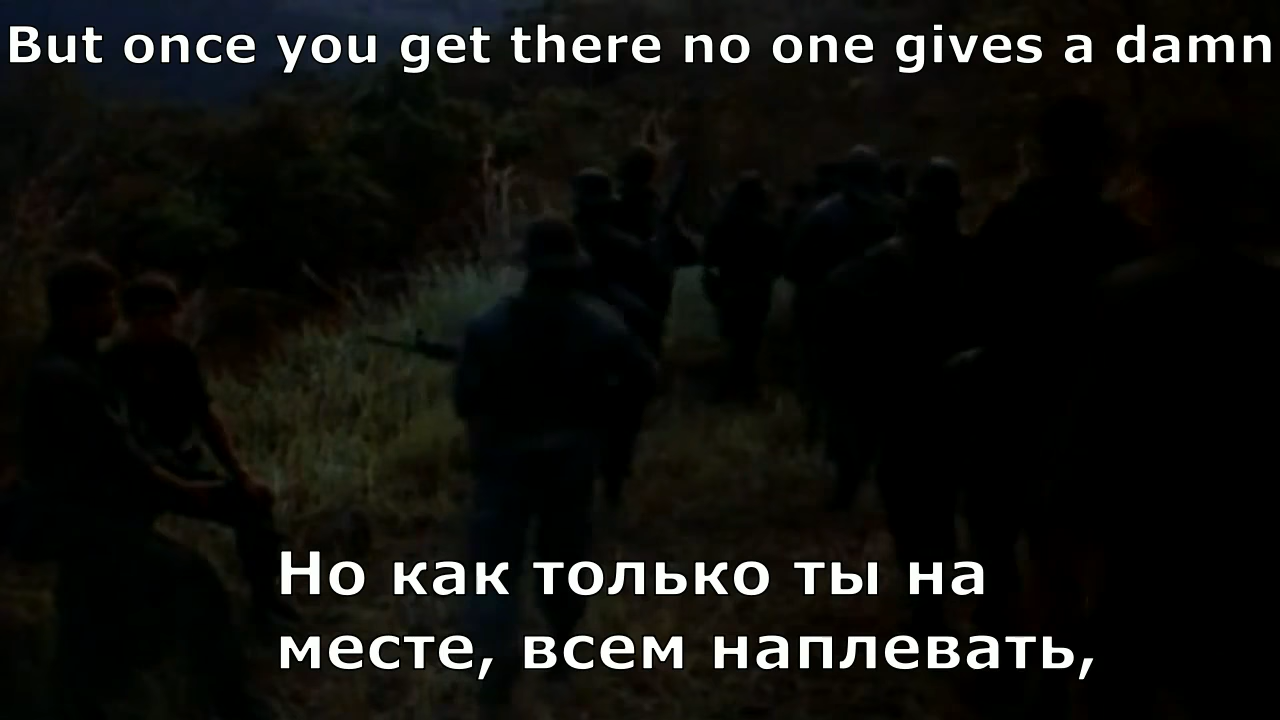 But once you get there no one gives a damn
Но как только ты на
месте, всем наплевать,